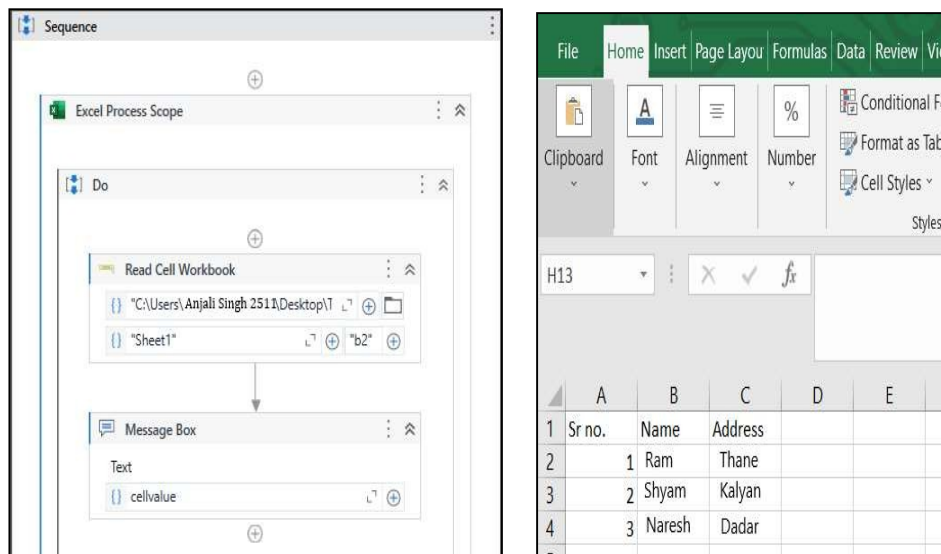 Sequence
Excel Process Scope
Do
Read Cell Workbook
"C:\Users\Anjali Singh 2511\Desktop\T
"Sheet1" "b2"
Message Box
Text
cellvalue
File Home Insert Page Layou Formulas Data Review Vi
Clipboard Font Alignment Number
Conditional F
Format as Tab
Cell Styles
Styles
H13 fx
A B C D E
1 Sr no. Name Address
2 1 Ram Thane
3 2 Shyam Kalyan
4 3 Naresh Dadar